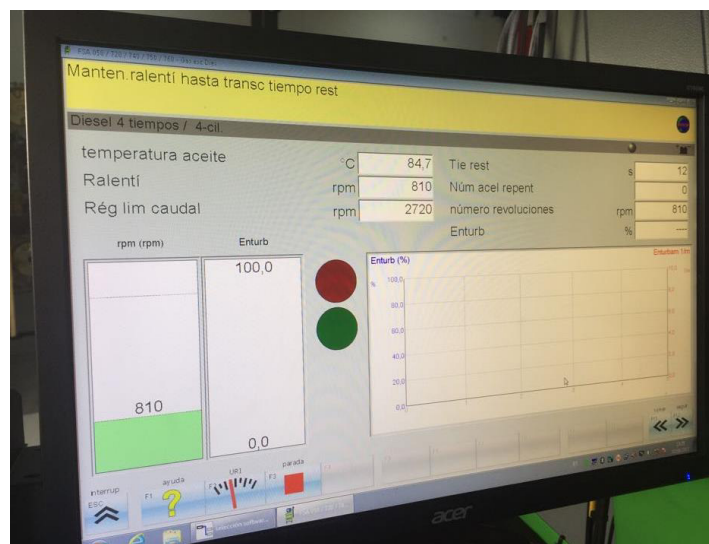 Manten.ralentí hasta transc tiempo rest
Diesel 4 tiempos / 4-cil.
temperatura aceite °C 84,7 Tie rest s 12
Ralentí rpm 810 Núm acel repent 0
Rég lim caudal rpm 2720 número revoluciones rpm 810
Enturb % ----
rpm (rpm) Enturb
100,0
810
0,0
Enturb (%)
% 100,0
80,0
60,0
40,0
20,0
0,0
interrup. ayuda URI parada
ESC F1 F2 F3
acer